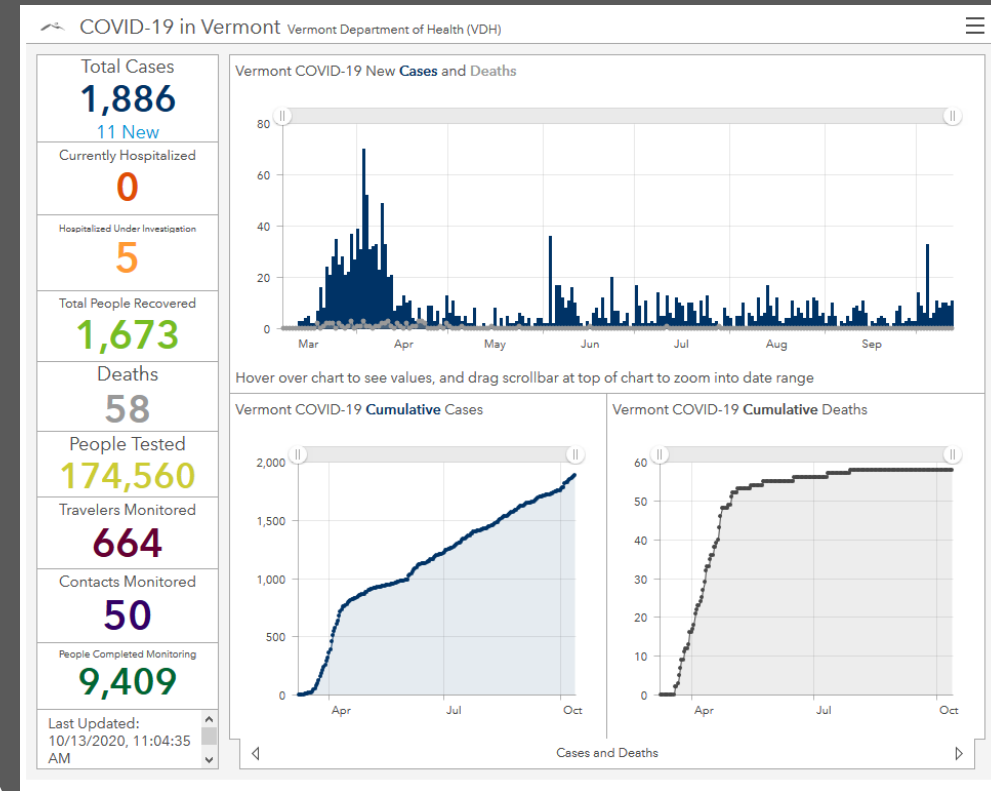 COVID-19 in Vermont Vermont Department of Health (VDH)
Total Cases
1,886
11 New
Currently Hospitalized
0
Hospitalized Under Investigation
5
Total People Recovered
1,673
Deaths
58
People Tested
174,560
Travelers Monitored
664
Contacts Monitored
50
People Completed Monitoring
9,409
Last Updated:
10/13/2020, 11:04:35
AM
Vermont COVID-19 New Cases and Deaths
80
60
40
20
0
Mar Apr May Jun Jul Aug Sep
Hover over chart to see values, and drag scrollbar at top of chart to zoom into date range
Vermont COVID-19 Cumulative Cases
2,000
1,500
1,000
500
0
Apr Jul Oct
Vermont COVID-19 Cumulative Deaths
60
50
40
30
20
10
0
Apr Jul Oct
Cases and Deaths